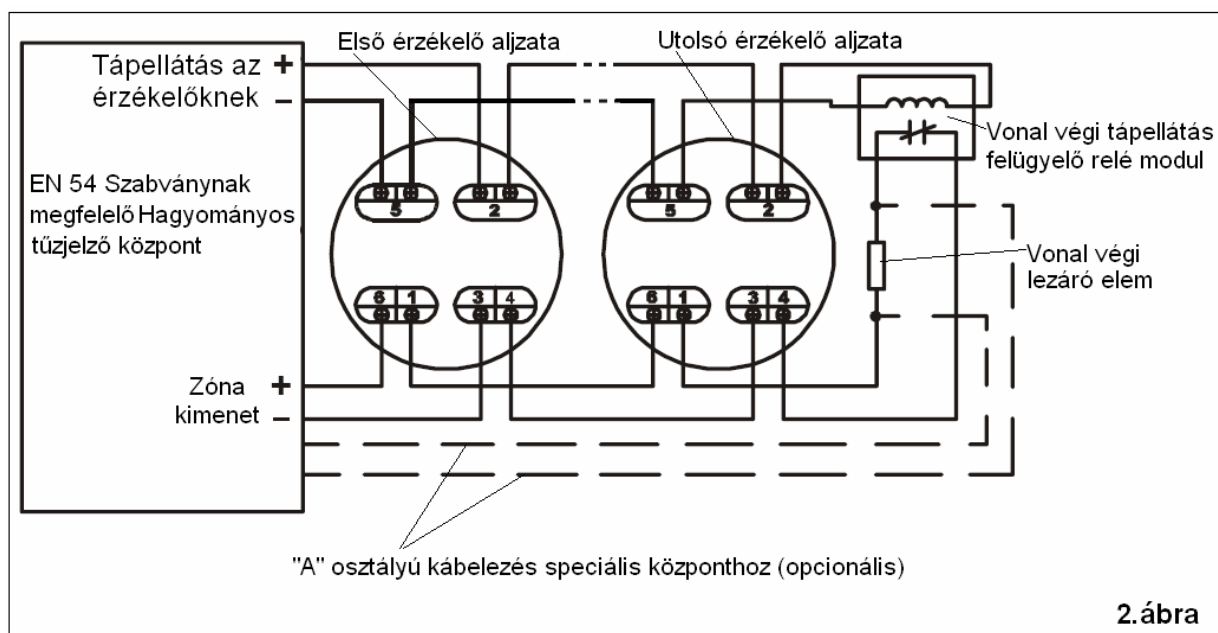 Első érzékelő aljzata
Utolsó érzékelő aljzata
Tápellátás az +
érzékelőknek –
EN 54 Szabványnak
megfelelő Hagyományos
tűzjelző központ
5 2
5 2
6 1 3 4
6 1 3 4
Vonal végi tápellátás
felügyelő relé modul
Vonal végi
lezáró elem
Zóna +
kimenet –
"A" osztályú kábelezés speciális központhoz (opcionális)
2.ábra